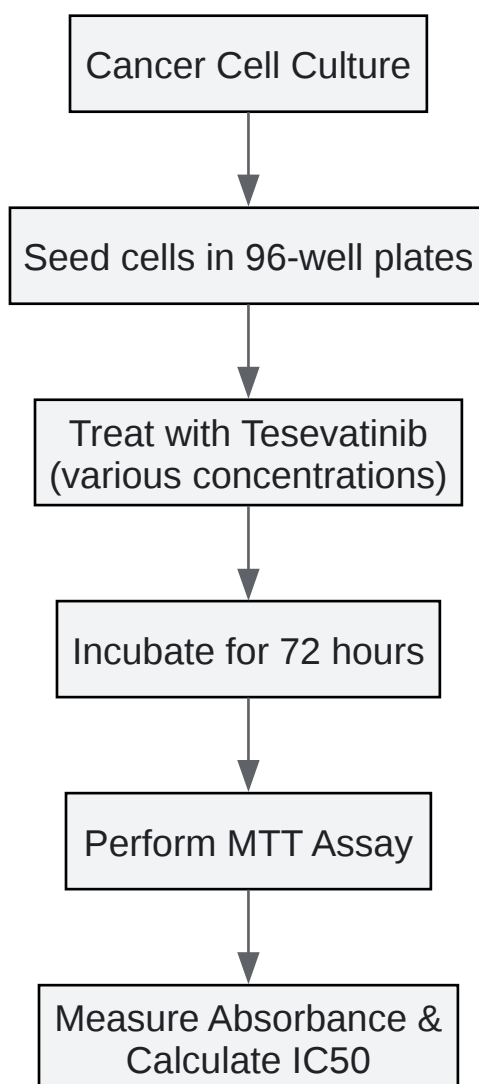 Cancer Cell Culture
Seed cells in 96-well plates
Treat with Tesevatinib
(various concentrations)
Incubate for 72 hours
Perform MTT Assay
Measure Absorbance &
Calculate IC50